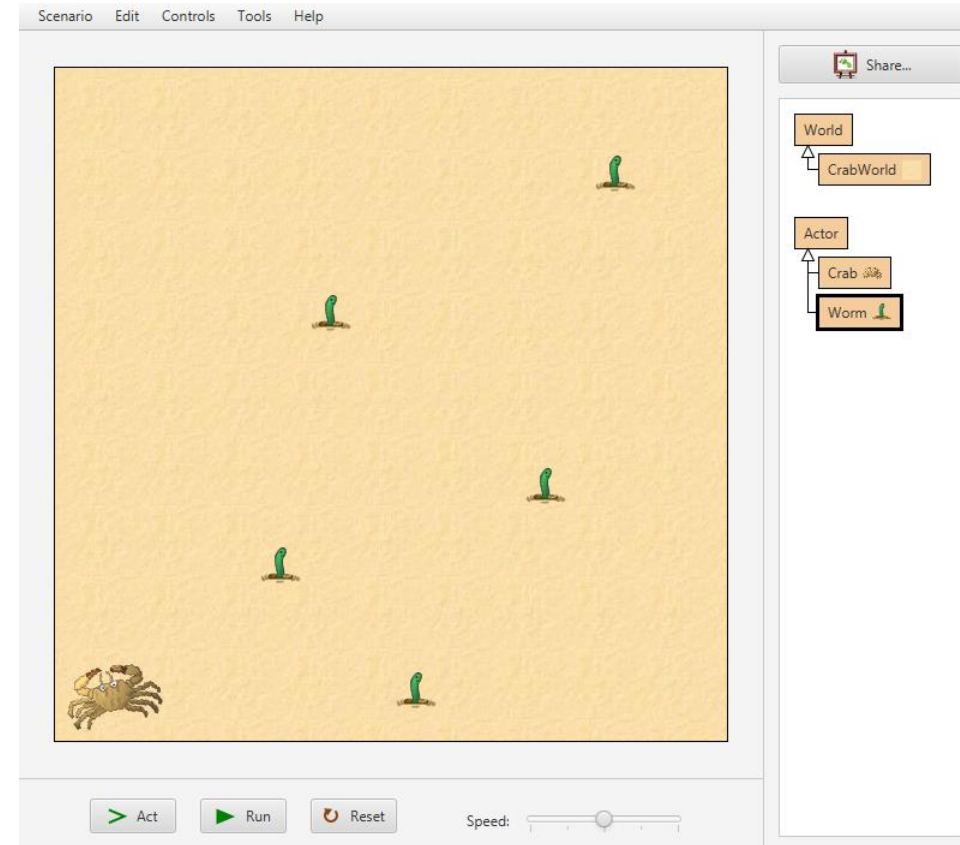 Scenario Edit Controls Tools Help
Share...
World
CrabWorld
Actor
Crab
Worm
Act Run Reset Speed: